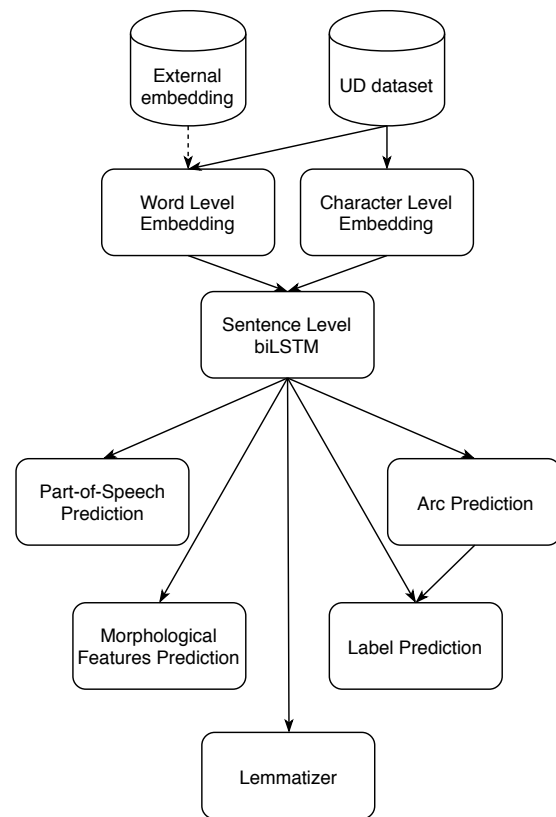 External
embedding
UD dataset
Word Level
Embedding
Character Level
Embedding
Sentence Level
biLSTM
Part-of-Speech
Prediction
Arc Prediction
Morphological
Features Prediction
Label Prediction
Lemmatizer